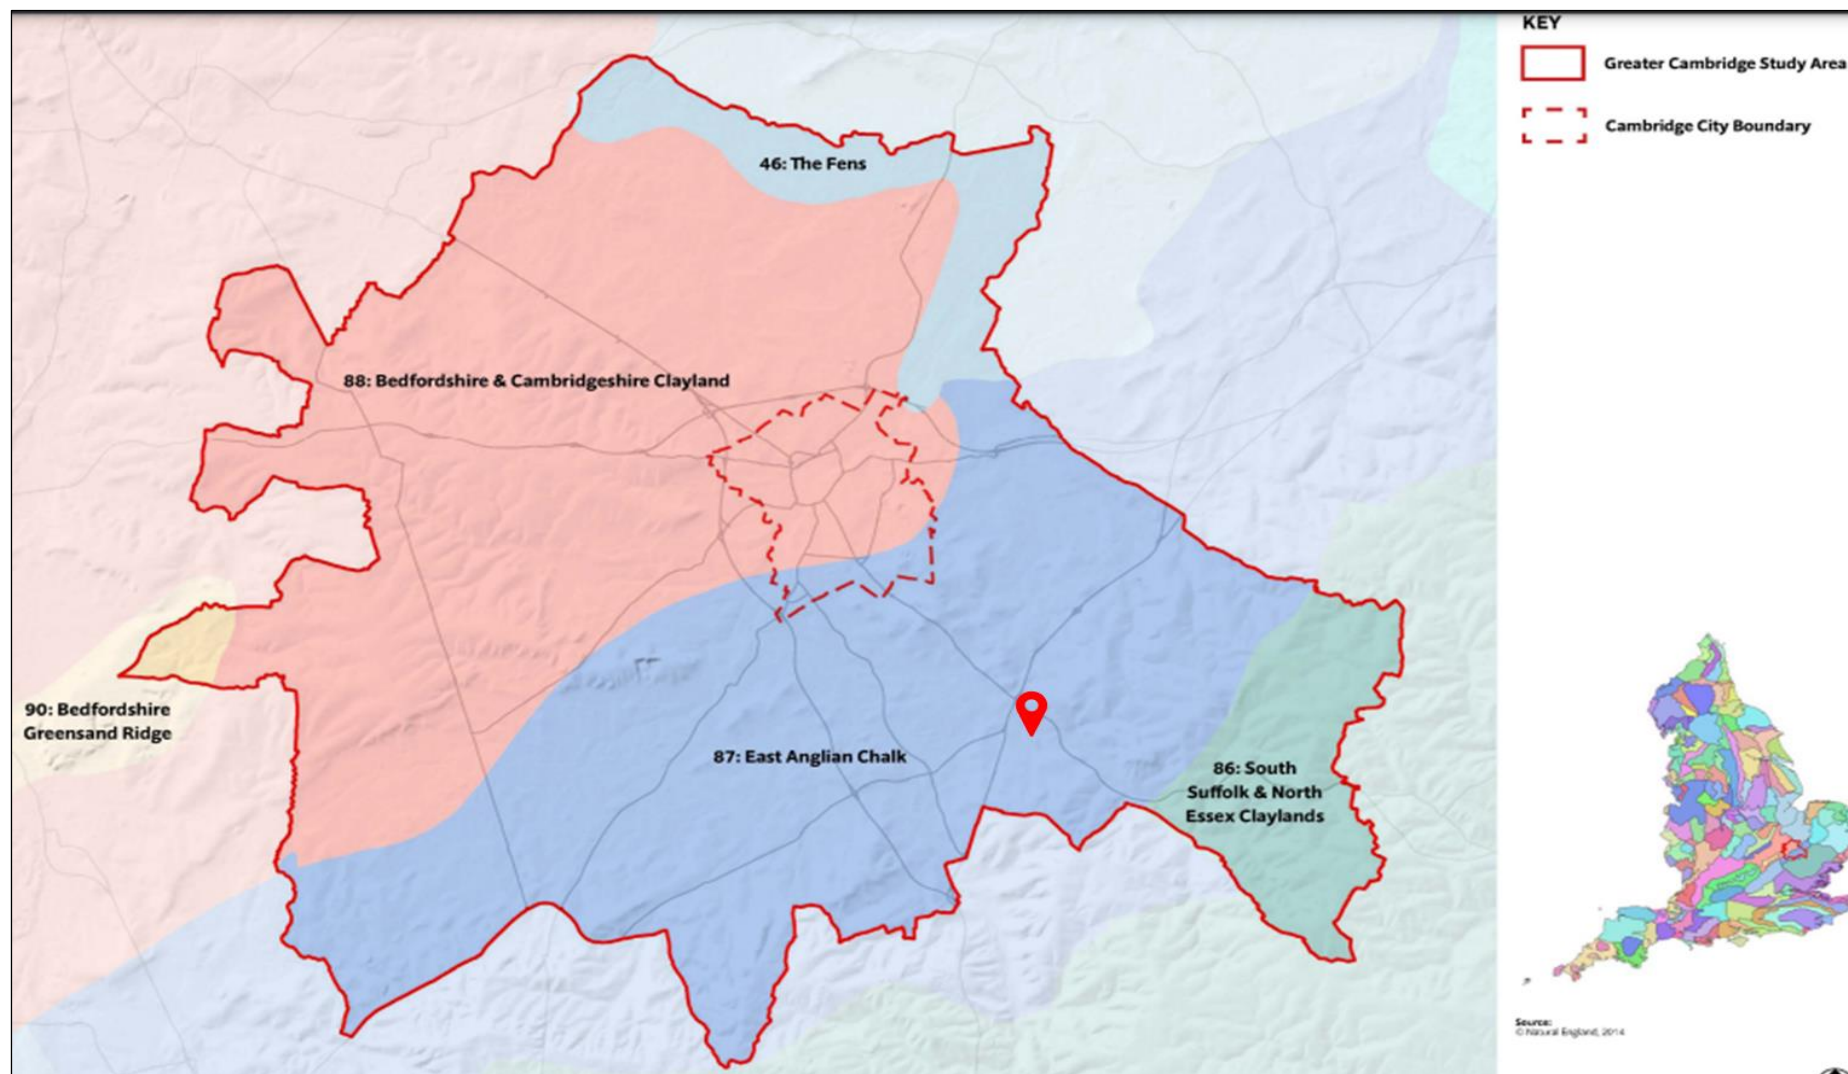 KEY
Greater Cambridge Study Area
Cambridge City Boundary
46: The Fens
88: Bedfordshire & Cambridgeshire Clayland
90: Bedfordshire
Greensand Ridge
87: East Anglian Chalk
86: South
Suffolk & North
Essex Claylands
Source:
© Natural England, 2014